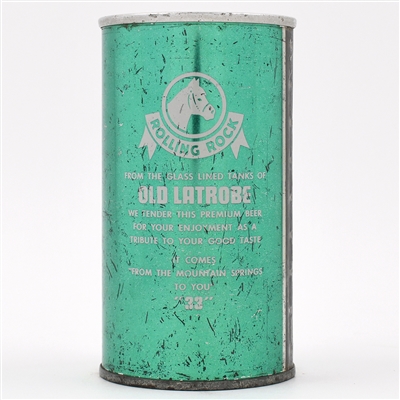 ROLLING ROCK
FROM THE GLASS LINED TANKS OF
OLD LATROBE
WE TENDER THIS PREMIUM BEER
FOR YOUR ENJOYMENT AS A
TRIBUTE TO YOUR GOOD TASTE
IT COMES
"FROM THE MOUNTAIN SPRINGS
TO YOU"
"33"